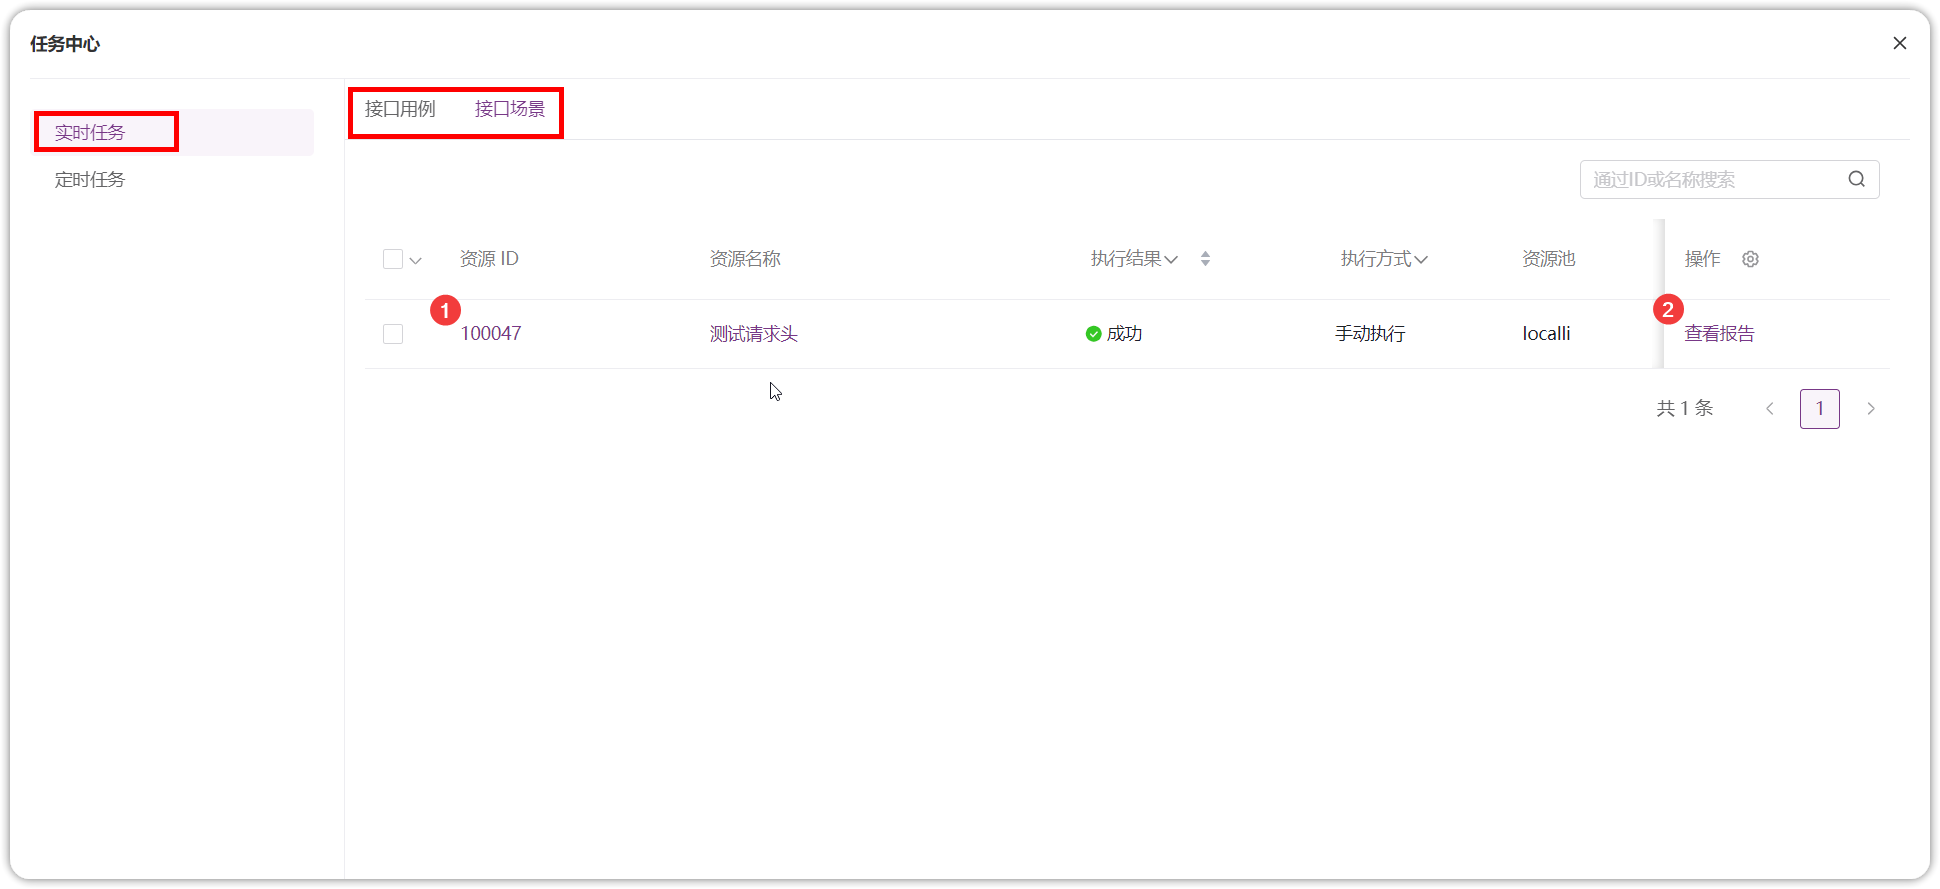 任务中心
实时任务
定时任务
接口用例 接口场景
通过ID或名称搜索
资源 ID 资源名称 执行结果 执行方式 资源池 操作
1 2
100047 测试请求头 成功 手动执行 localli 查看报告
共 1 条 1